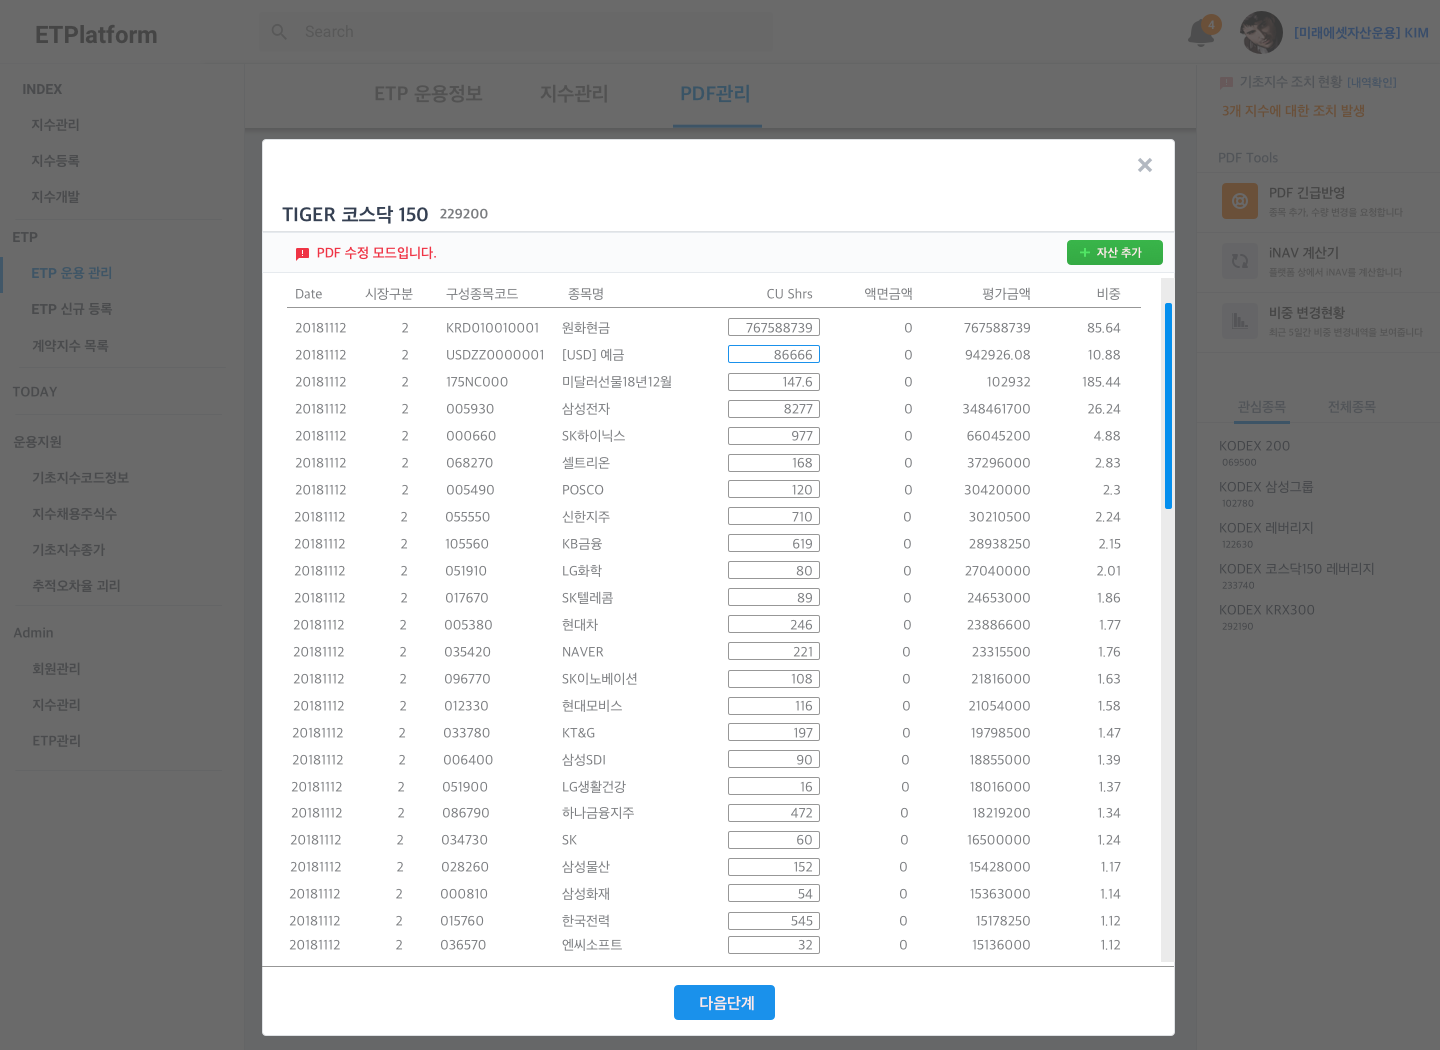 ETPlatform
Search
4
[미래에셋자산운용] KIM
INDEX
지수관리
지수등록
지수개발
ETP
ETP 운용 관리
ETP 신규 등록
계약지수 목록
TODAY
운용지원
기초지수코드정보
지수채용주식수
기초지수종가
추적오차율 괴리
Admin
회원관리
지수관리
ETP관리
ETP 운용정보 지수관리 PDF관리
TIGER 코스닥 150 229200
PDF 수정 모드입니다.
+ 자산 추가
Date 시장구분 구성종목코드 종목명 CU Shrs 액면금액 평가금액 비중
20181112 2 KRD010010001 원화현금 767588739 0 767588739 85.64
20181112 2 USDZZ0000001 [USD] 예금 86666 0 942926.08 10.88
20181112 2 175NC000 미달러선물18년12월 147.6 0 102932 185.44
20181112 2 005930 삼성전자 8277 0 348461700 26.24
20181112 2 000660 SK하이닉스 977 0 66045200 4.88
20181112 2 068270 셀트리온 168 0 37296000 2.83
20181112 2 005490 POSCO 120 0 30420000 2.3
20181112 2 055550 신한지주 710 0 30210500 2.24
20181112 2 105560 KB금융 619 0 28938250 2.15
20181112 2 051910 LG화학 80 0 27040000 2.01
20181112 2 017670 SK텔레콤 89 0 24653000 1.86
20181112 2 005380 현대차 246 0 23886600 1.77
20181112 2 035420 NAVER 221 0 23315500 1.76
20181112 2 096770 SK이노베이션 108 0 21816000 1.63
20181112 2 012330 현대모비스 116 0 21054000 1.58
20181112 2 033780 KT&G 197 0 19798500 1.47
20181112 2 006400 삼성SDI 90 0 18855000 1.39
20181112 2 051900 LG생활건강 16 0 18016000 1.37
20181112 2 086790 하나금융지주 472 0 18219200 1.34
20181112 2 034730 SK 60 0 16500000 1.24
20181112 2 028260 삼성물산 152 0 15428000 1.17
20181112 2 000810 삼성화재 54 0 15363000 1.14
20181112 2 015760 한국전력 545 0 15178250 1.12
20181112 2 036570 엔씨소프트 32 0 15136000 1.12
다음단계
기초지수 조치 현황 [내역확인]
3개 지수에 대한 조치 발생
PDF Tools
PDF 긴급반영
종목 추가, 수량 변경을 요청합니다
iNAV 계산기
플랫폼 상에서 iNAV를 계산합니다
비중 변경현황
최근 5일간 비중 변경내역을 보여줍니다
관심종목 전체종목
KODEX 200
069500
KODEX 삼성그룹
102780
KODEX 레버리지
122630
KODEX 코스닥150 레버리지
233740
KODEX KRX300
292190